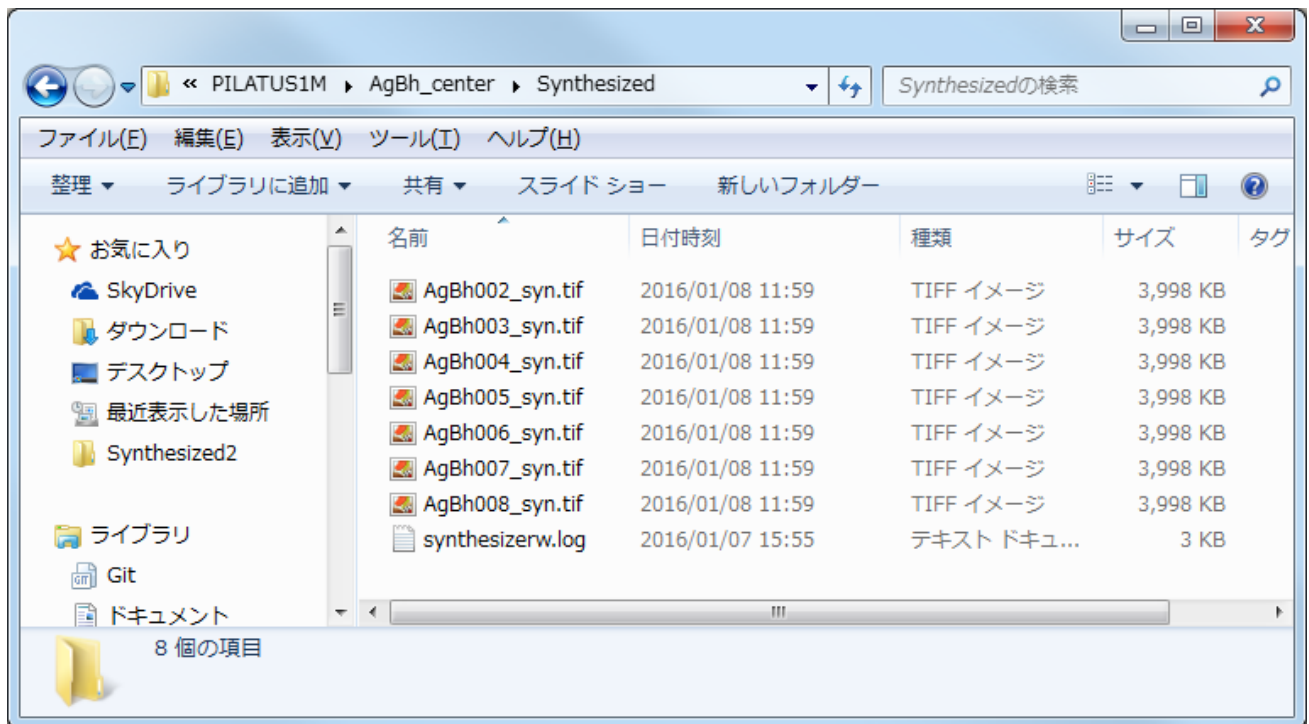 « PILATUS1M ▸ AgBh_center ▸ Synthesized
Synthesizedの検索
ファイル(F) 編集(E) 表示(V) ツール(T) ヘルプ(H)
整理 ライブラリに追加 共有 スライド ショー 新しいフォルダー
お気に入り
SkyDrive
ダウンロード
デスクトップ
最近表示した場所
Synthesized2
ライブラリ
Git
ドキュメント
名前 日付時刻 種類 サイズ タグ
AgBh002_syn.tif 2016/01/08 11:59 TIFF イメージ 3,998 KB
AgBh003_syn.tif 2016/01/08 11:59 TIFF イメージ 3,998 KB
AgBh004_syn.tif 2016/01/08 11:59 TIFF イメージ 3,998 KB
AgBh005_syn.tif 2016/01/08 11:59 TIFF イメージ 3,998 KB
AgBh006_syn.tif 2016/01/08 11:59 TIFF イメージ 3,998 KB
AgBh007_syn.tif 2016/01/08 11:59 TIFF イメージ 3,998 KB
AgBh008_syn.tif 2016/01/08 11:59 TIFF イメージ 3,998 KB
synthesizerw.log 2016/01/07 15:55 テキスト ドキュ... 3 KB
8 個の項目